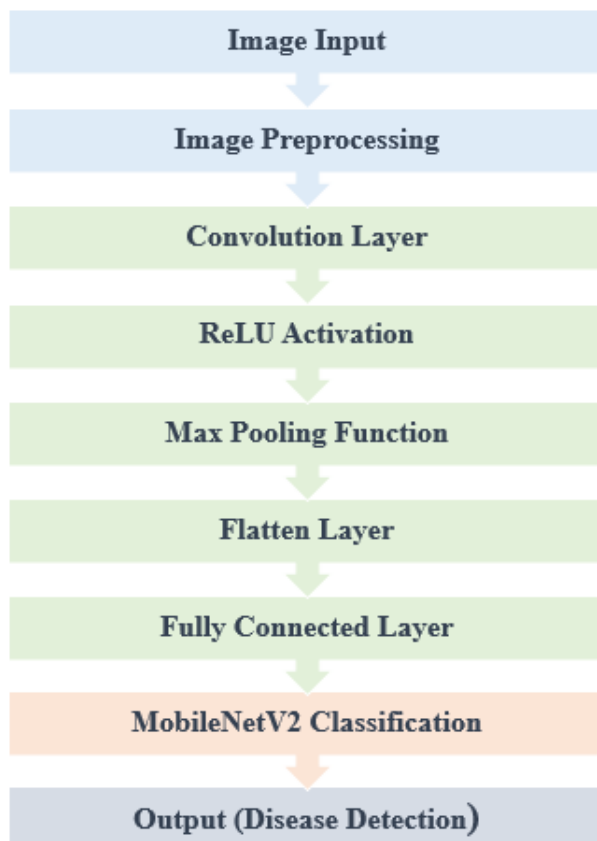 Image Input
Image Preprocessing
Convolution Layer
ReLU Activation
Max Pooling Function
Flatten Layer
Fully Connected Layer
MobileNetV2 Classification
Output (Disease Detection)